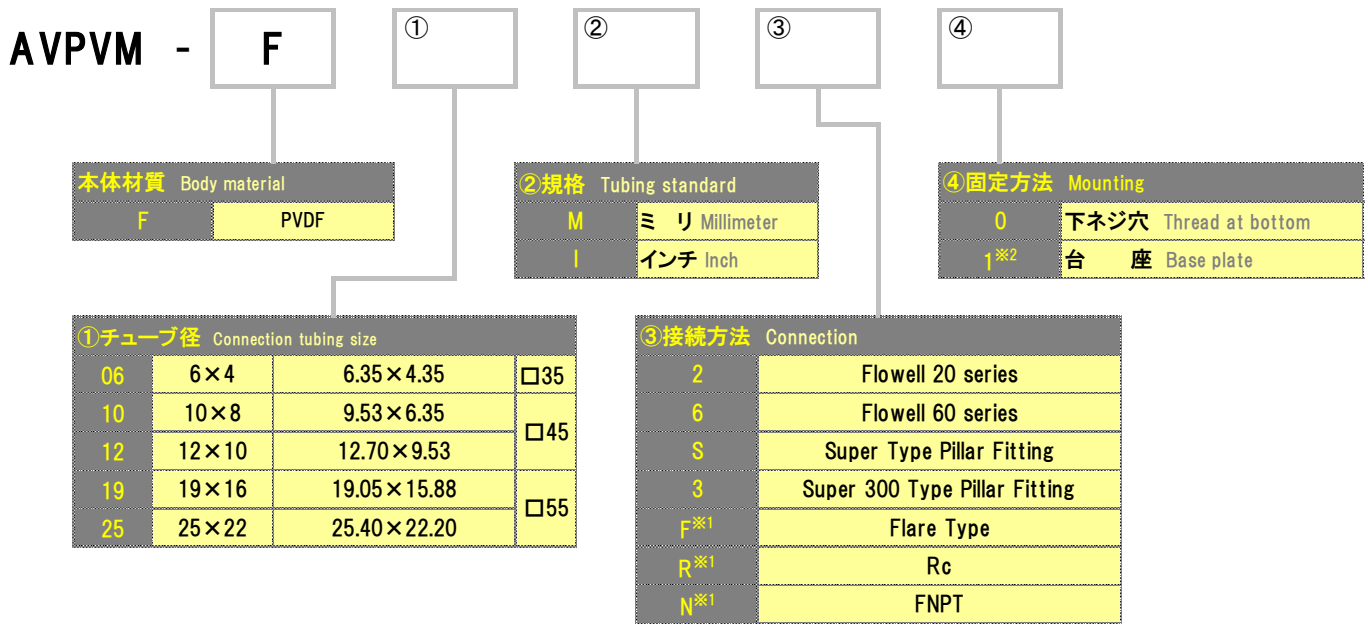 AVPVM - F ① ② ③ ④
本体材質 Body material
F PVDF
②規格 Tubing standard
M ミ リ Millimeter
I インチ Inch
④固定方法 Mounting
0 下ネジ穴 Thread at bottom
1※2 台 座 Base plate
①チューブ径 Connection tubing size
06 6×4 6.35×4.35 □35
10 10×8 9.53×6.35 □45
12 12×10 12.70×9.53
19 19×16 19.05×15.88 □55
25 25×22 25.40×22.20
③接続方法 Connection
2 Flowell 20 series
6 Flowell 60 series
S Super Type Pillar Fitting
3 Super 300 Type Pillar Fitting
F※1 Flare Type
R※1 Rc
N※1 FNPT